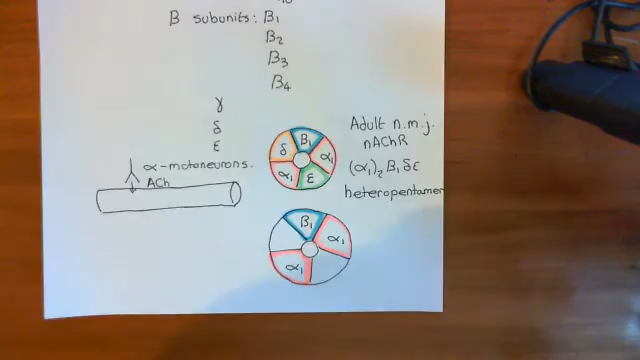 β subunits: β₁
β₂
β₃
β₄
γ
δ
ε
α-motoneurons.
ACh
δ
β₁
α₁
α₁
ε
Adult n.m.j.
nAChR
(α₁)₂ β₁ δε
heteropentamer
β₁
α₁
α₁